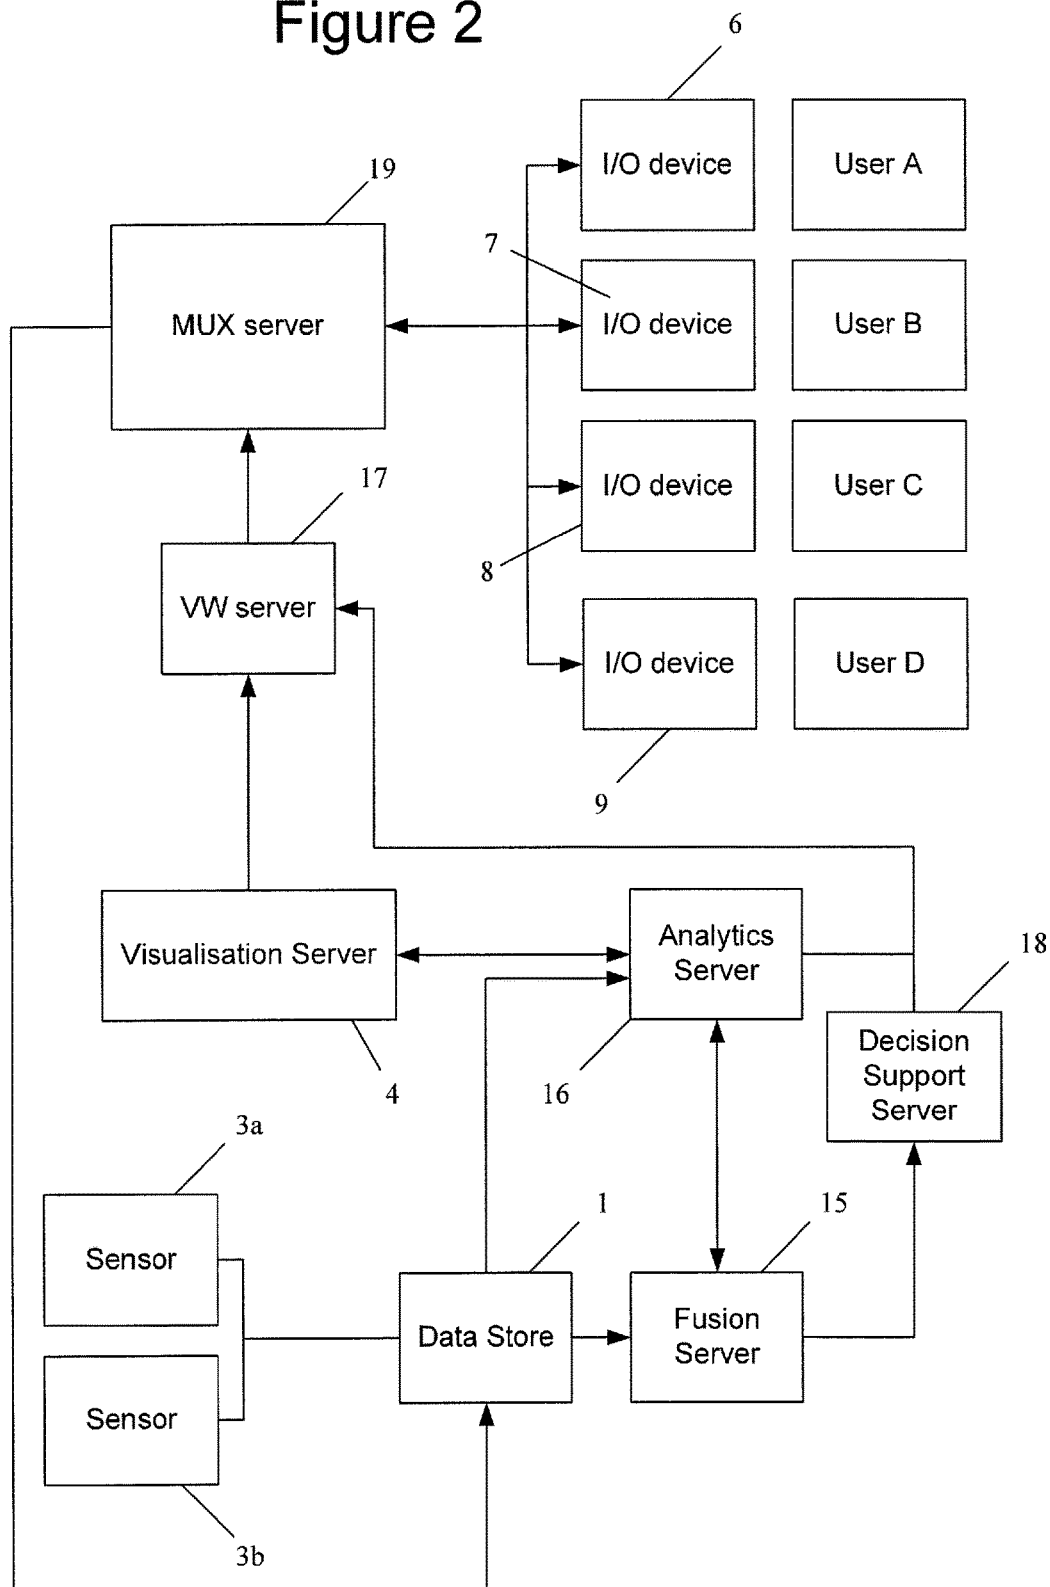 Figure 2
6
I/O device
User A
19
7
MUX server
I/O device
User B
17
I/O device
User C
8
VW server
I/O device
User D
9
Visualisation Server
Analytics
Server
18
4
16
Decision
Support
Server
3a
Sensor
1
15
Data Store
Fusion
Server
Sensor
3b